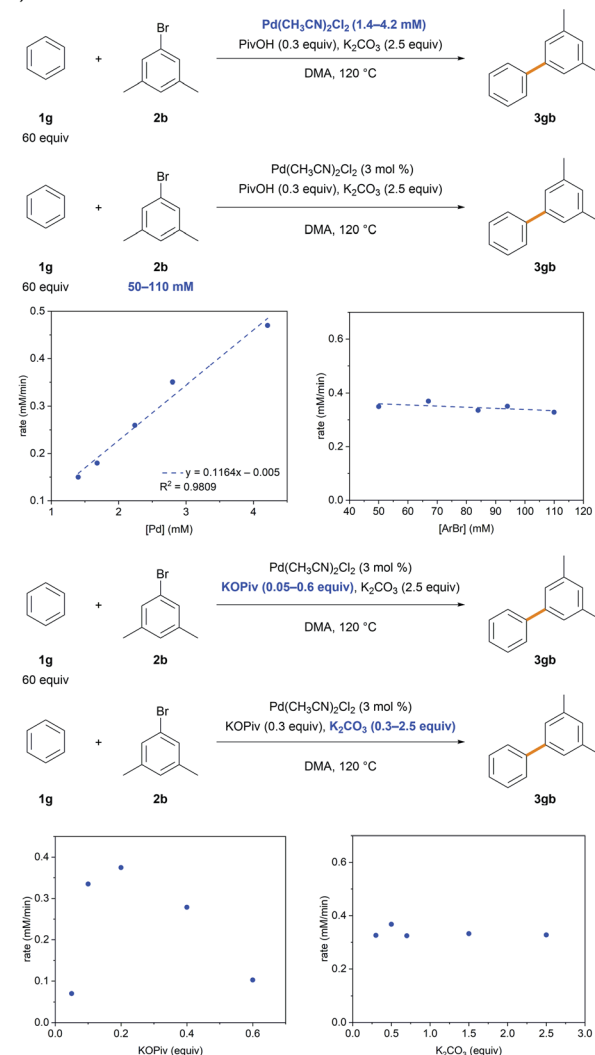 Br
Pd(CH₃CN)₂Cl₂ (1.4–4.2 mM)
PivOH (0.3 equiv), K₂CO₃ (2.5 equiv)
+
DMA, 120 °C
1g
2b
3gb
60 equiv
Br
Pd(CH₃CN)₂Cl₂ (3 mol %)
PivOH (0.3 equiv), K₂CO₃ (2.5 equiv)
+
DMA, 120 °C
1g
2b
3gb
60 equiv
50–110 mM
rate (mM/min)
0.5
0.4
0.3
0.2
0.1
1
2
3
4
[Pd] (mM)
y = 0.1164x – 0.005
R² = 0.9809
rate (mM/min)
0.6
0.4
0.2
0.0
40
50
60
70
80
90
100
110
120
[ArBr] (mM)
Br
Pd(CH₃CN)₂Cl₂ (3 mol %)
KOPiv (0.05–0.6 equiv), K₂CO₃ (2.5 equiv)
+
DMA, 120 °C
1g
2b
3gb
60 equiv
Br
Pd(CH₃CN)₂Cl₂ (3 mol %)
KOPiv (0.3 equiv), K₂CO₃ (0.3–2.5 equiv)
+
DMA, 120 °C
1g
2b
3gb
rate (mM/min)
0.4
0.3
0.2
0.1
0.0
0.0
0.2
0.4
0.6
KOPiv (equiv)
rate (mM/min)
0.6
0.4
0.2
0.0
0.0
0.5
1.0
1.5
2.0
2.5
3.0
K₂CO₃ (equiv)